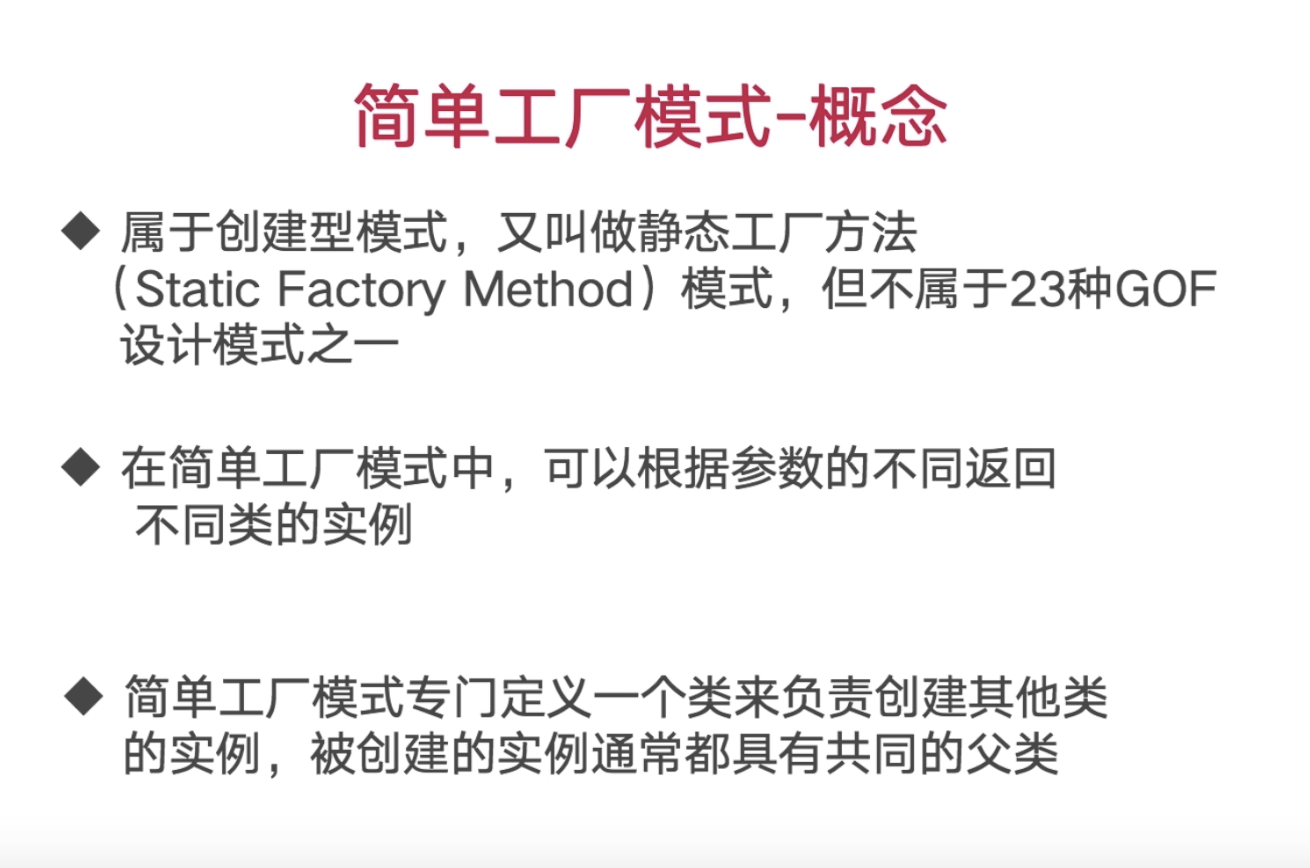 简单工厂模式-概念
◆ 属于创建型模式，又叫做静态工厂方法
（Static Factory Method）模式，但不属于23种GOF
设计模式之一
◆ 在简单工厂模式中，可以根据参数的不同返回
不同类的实例
◆ 简单工厂模式专门定义一个类来负责创建其他类
的实例，被创建的实例通常都具有共同的父类